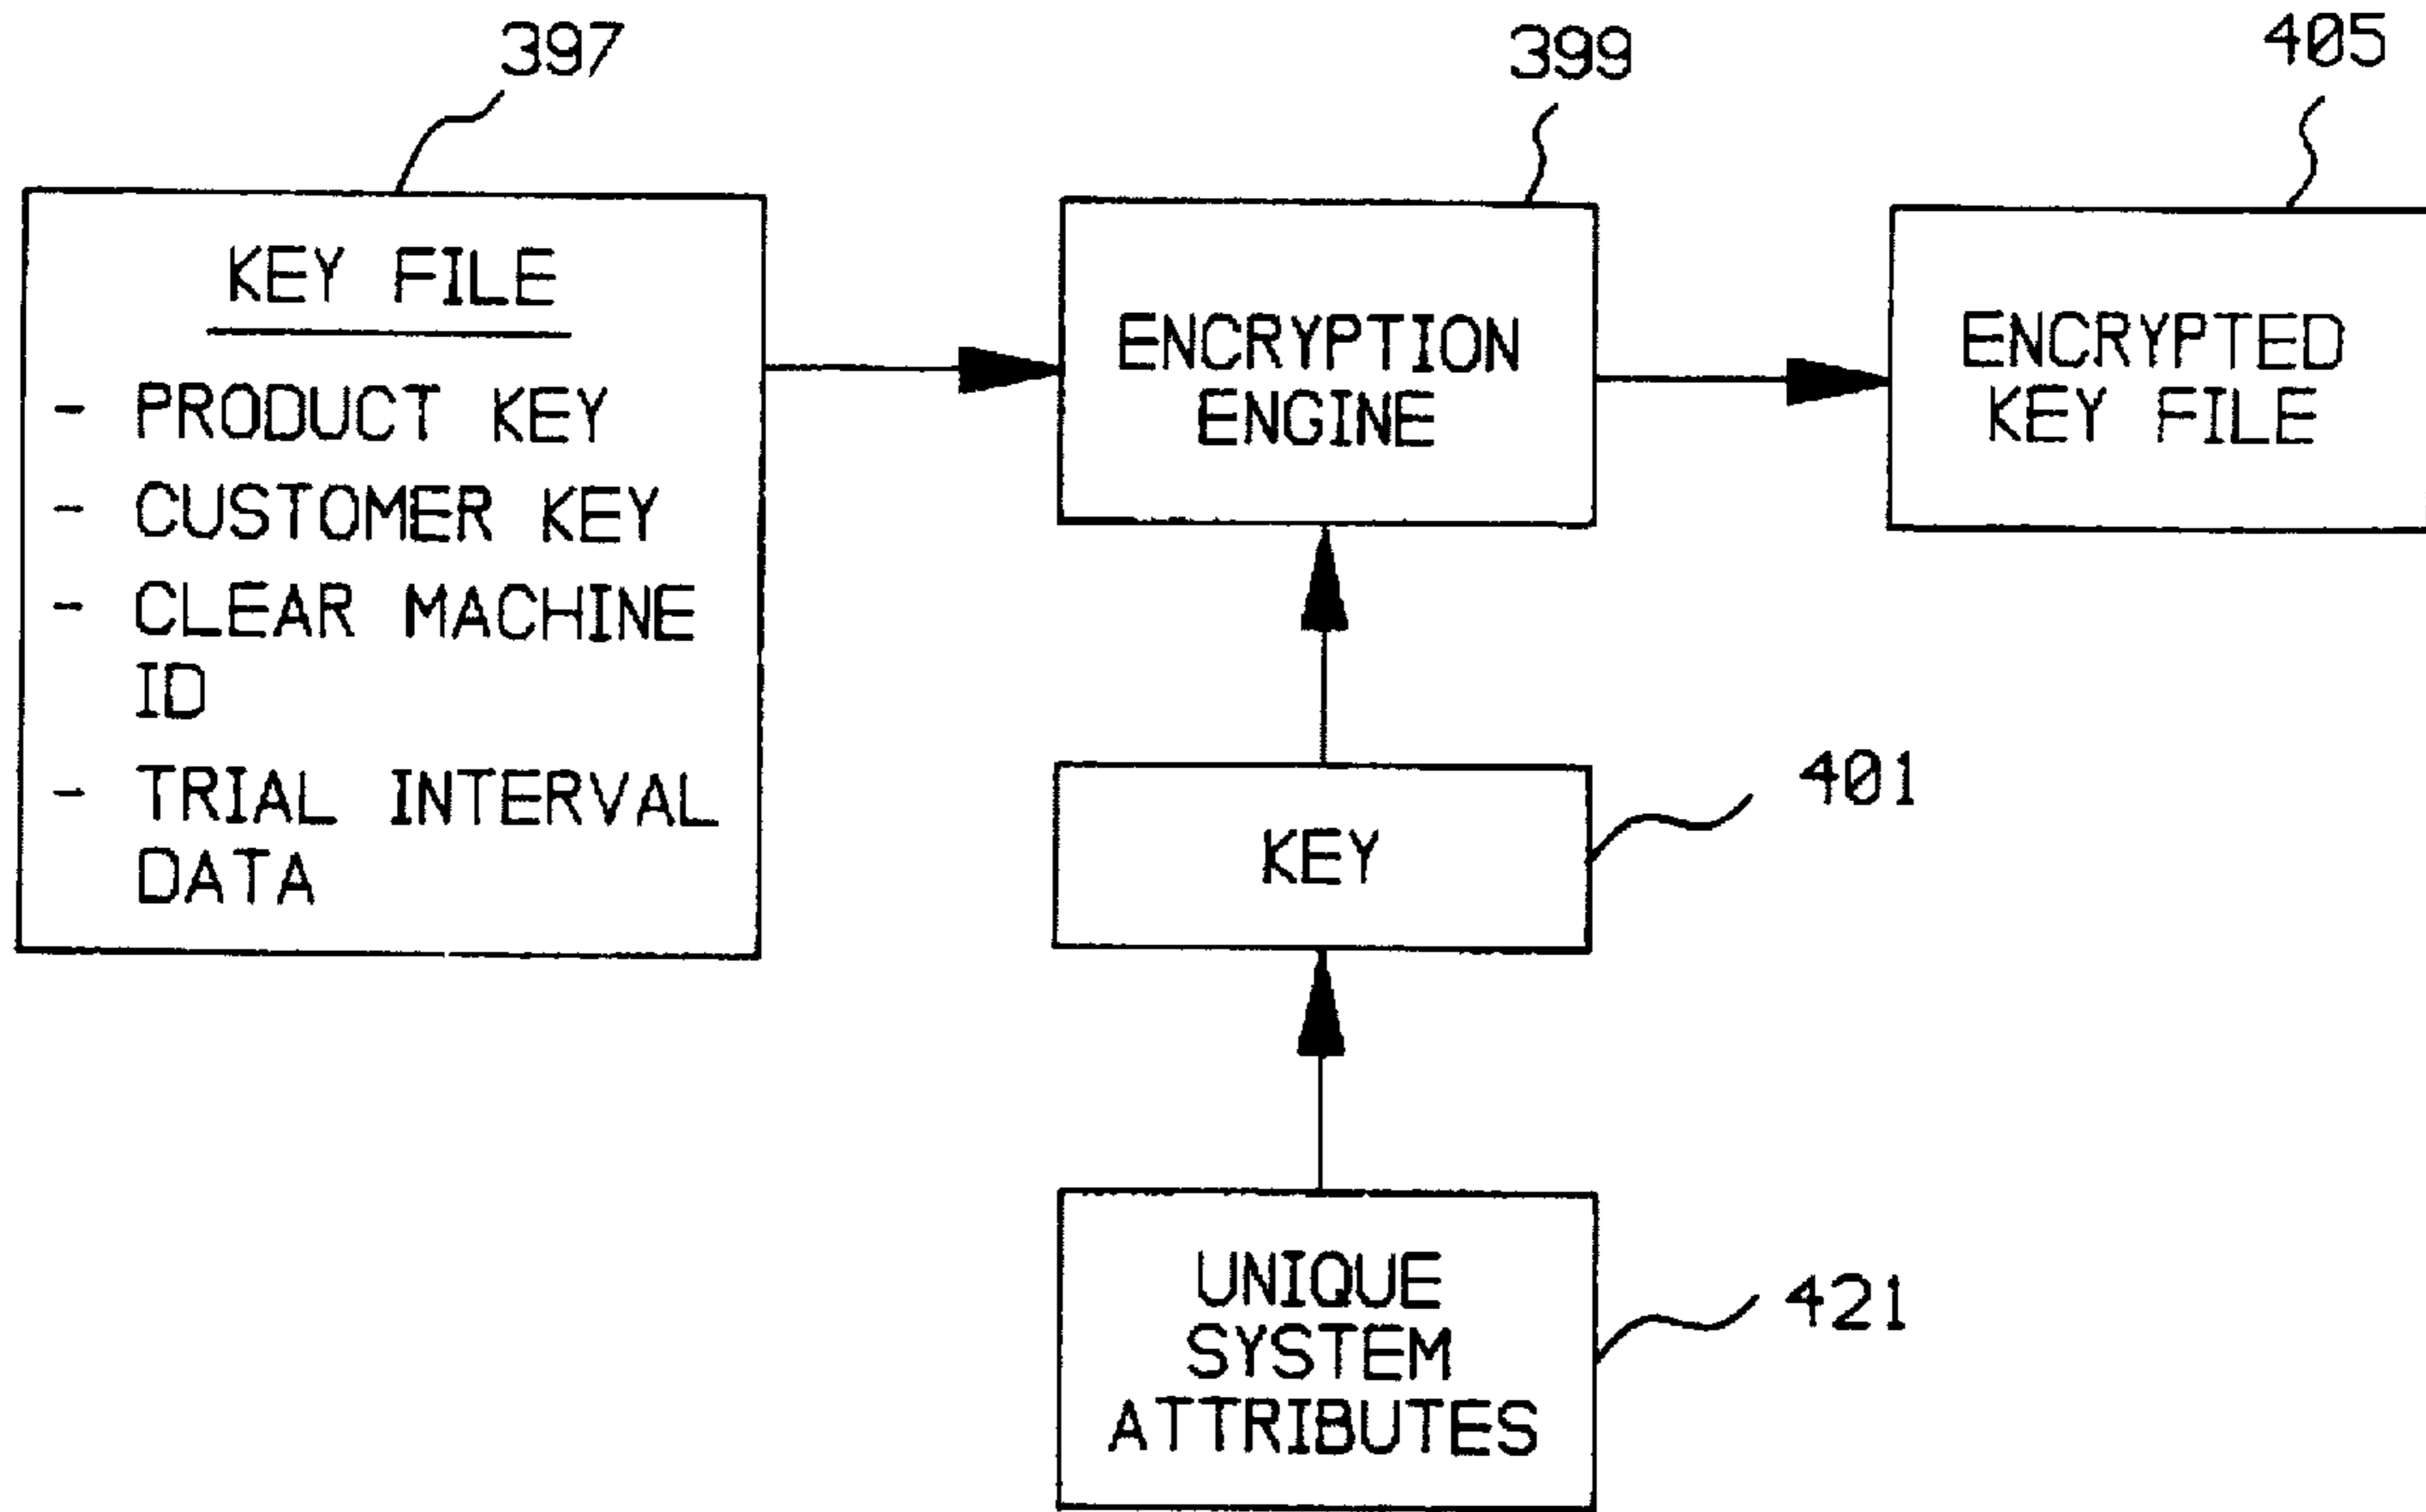 397
399
405
KEY FILE
- PRODUCT KEY
- CUSTOMER KEY
- CLEAR MACHINE
ID
- TRIAL INTERVAL
DATA
ENCRYPTION
ENGINE
ENCRYPTED
KEY FILE
KEY
401
UNIQUE
SYSTEM
ATTRIBUTES
421